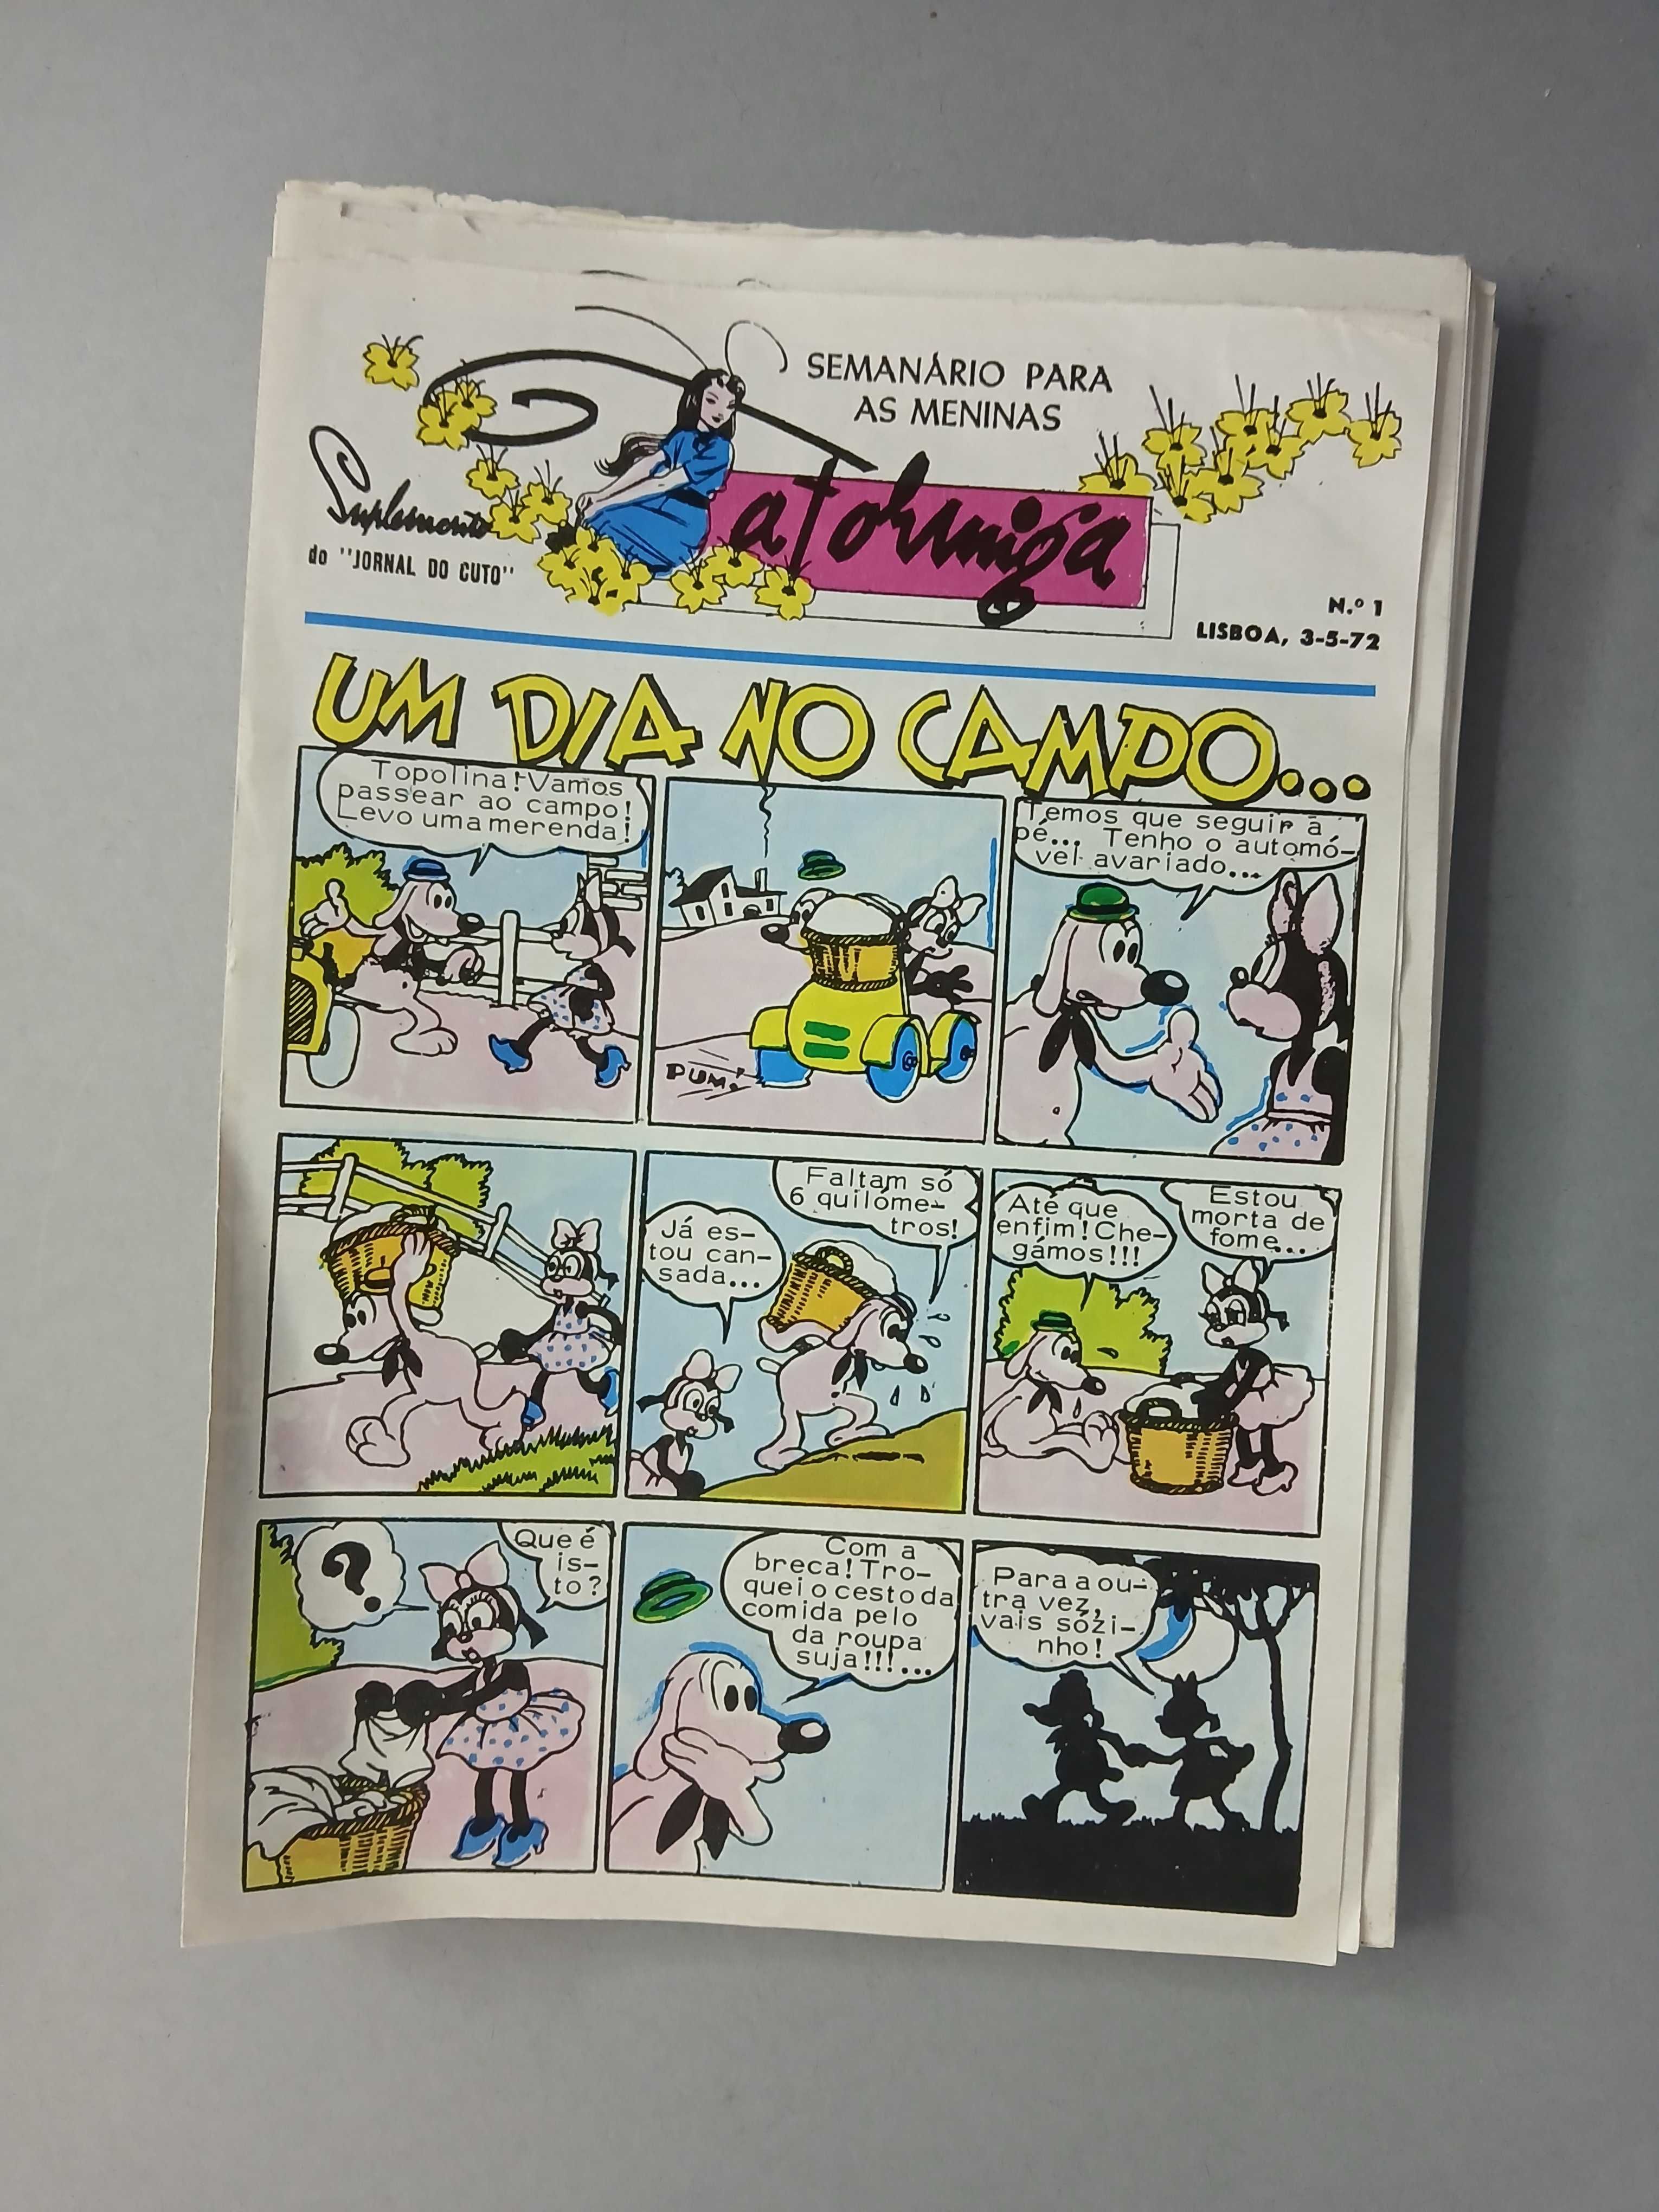 SEMANÁRIO PARA
AS MENINAS
Suplemento
do "JORNAL DO CUTO"
a formiga
N.º 1
LISBOA, 3-5-72
UM DIA NO CAMPO...
Topolina! Vamos
passear ao campo!
Levo uma merenda!
PUM!
Temos que seguir à
pé... Tenho o automó-
vel avariado...
Já es-
tou can-
sada...
Faltam só
6 quilóme-
tros!
Até que
enfim! Che-
gámos!!!
Estou
morta de
fome...
?
Que é
is-
to?
Com a
breca! Tro-
quei o cesto da
comida pelo
da roupa
suja!!!...
Para a ou-
tra vez,
vais sòzi-
nho!